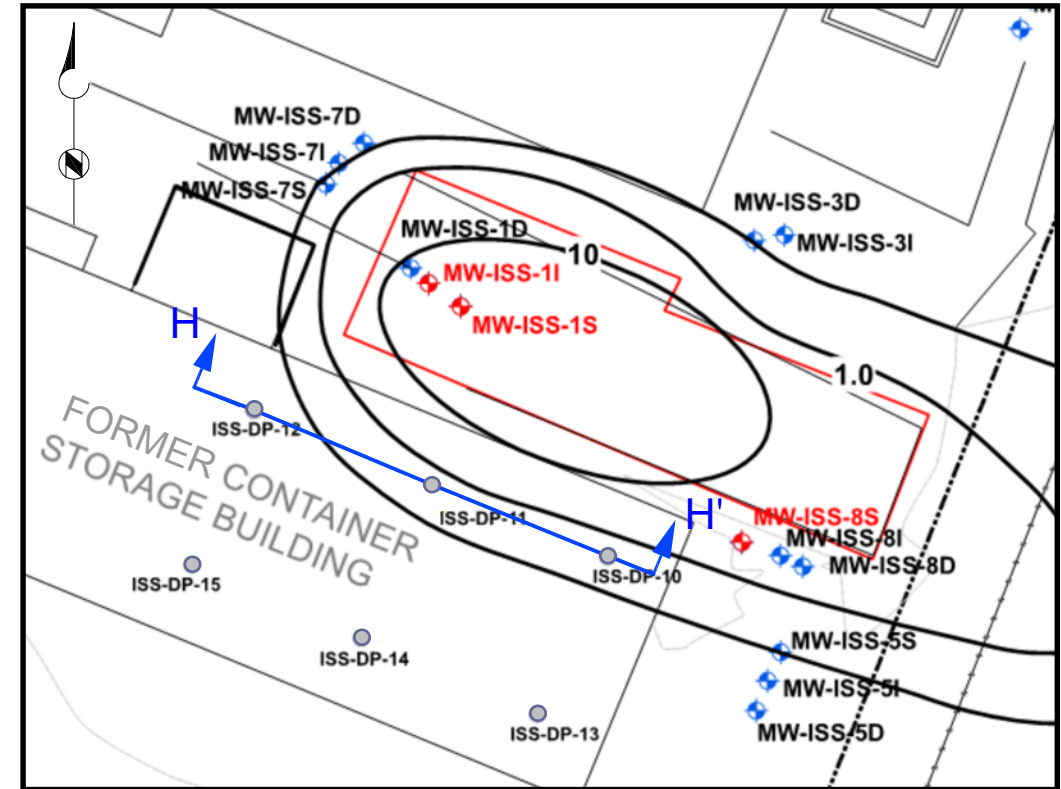 MW-ISS-7D
MW-ISS-7I
MW-ISS-7S
MW-ISS-3D
MW-ISS-3I
MW-ISS-1D
10
MW-ISS-1I
MW-ISS-1S
H
1.0
ISS-DP-12
FORMER CONTAINER
STORAGE BUILDING
ISS-DP-11
H'
MW-ISS-8S
MW-ISS-8I
MW-ISS-8D
ISS-DP-10
ISS-DP-15
MW-ISS-5S
ISS-DP-14
MW-ISS-5I
ISS-DP-13
MW-ISS-5D